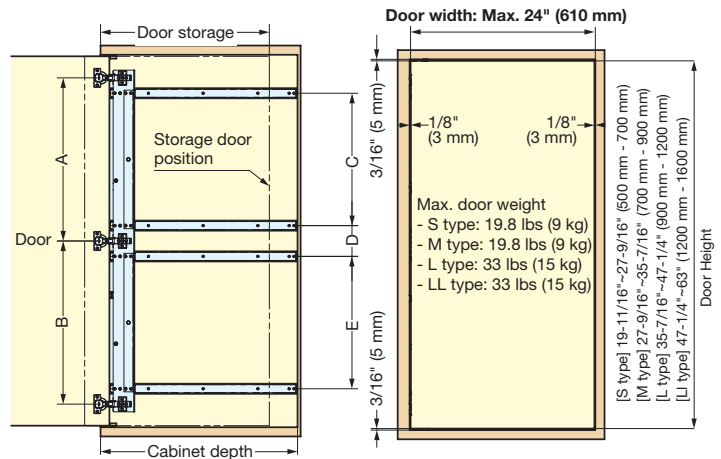 Door storage
A
Storage door
position
C
Door
D
B
E
Cabinet depth
Door width: Max. 24" (610 mm)
3/16" (5 mm)
1/8"
(3 mm)
1/8"
(3 mm)
Max. door weight
- S type: 19.8 lbs (9 kg)
- M type: 19.8 lbs (9 kg)
- L type: 33 lbs (15 kg)
- LL type: 33 lbs (15 kg)
3/16" (5 mm)
[S type] 19-11/16"~27-9/16" (500 mm - 700 mm)
[M type] 27-9/16"~35-7/16" (700 mm - 900 mm)
[L type] 35-7/16"~47-1/4" (900 mm - 1200 mm)
[Ll type] 47-1/4"~63" (1200 mm - 1600 mm)
Door Height